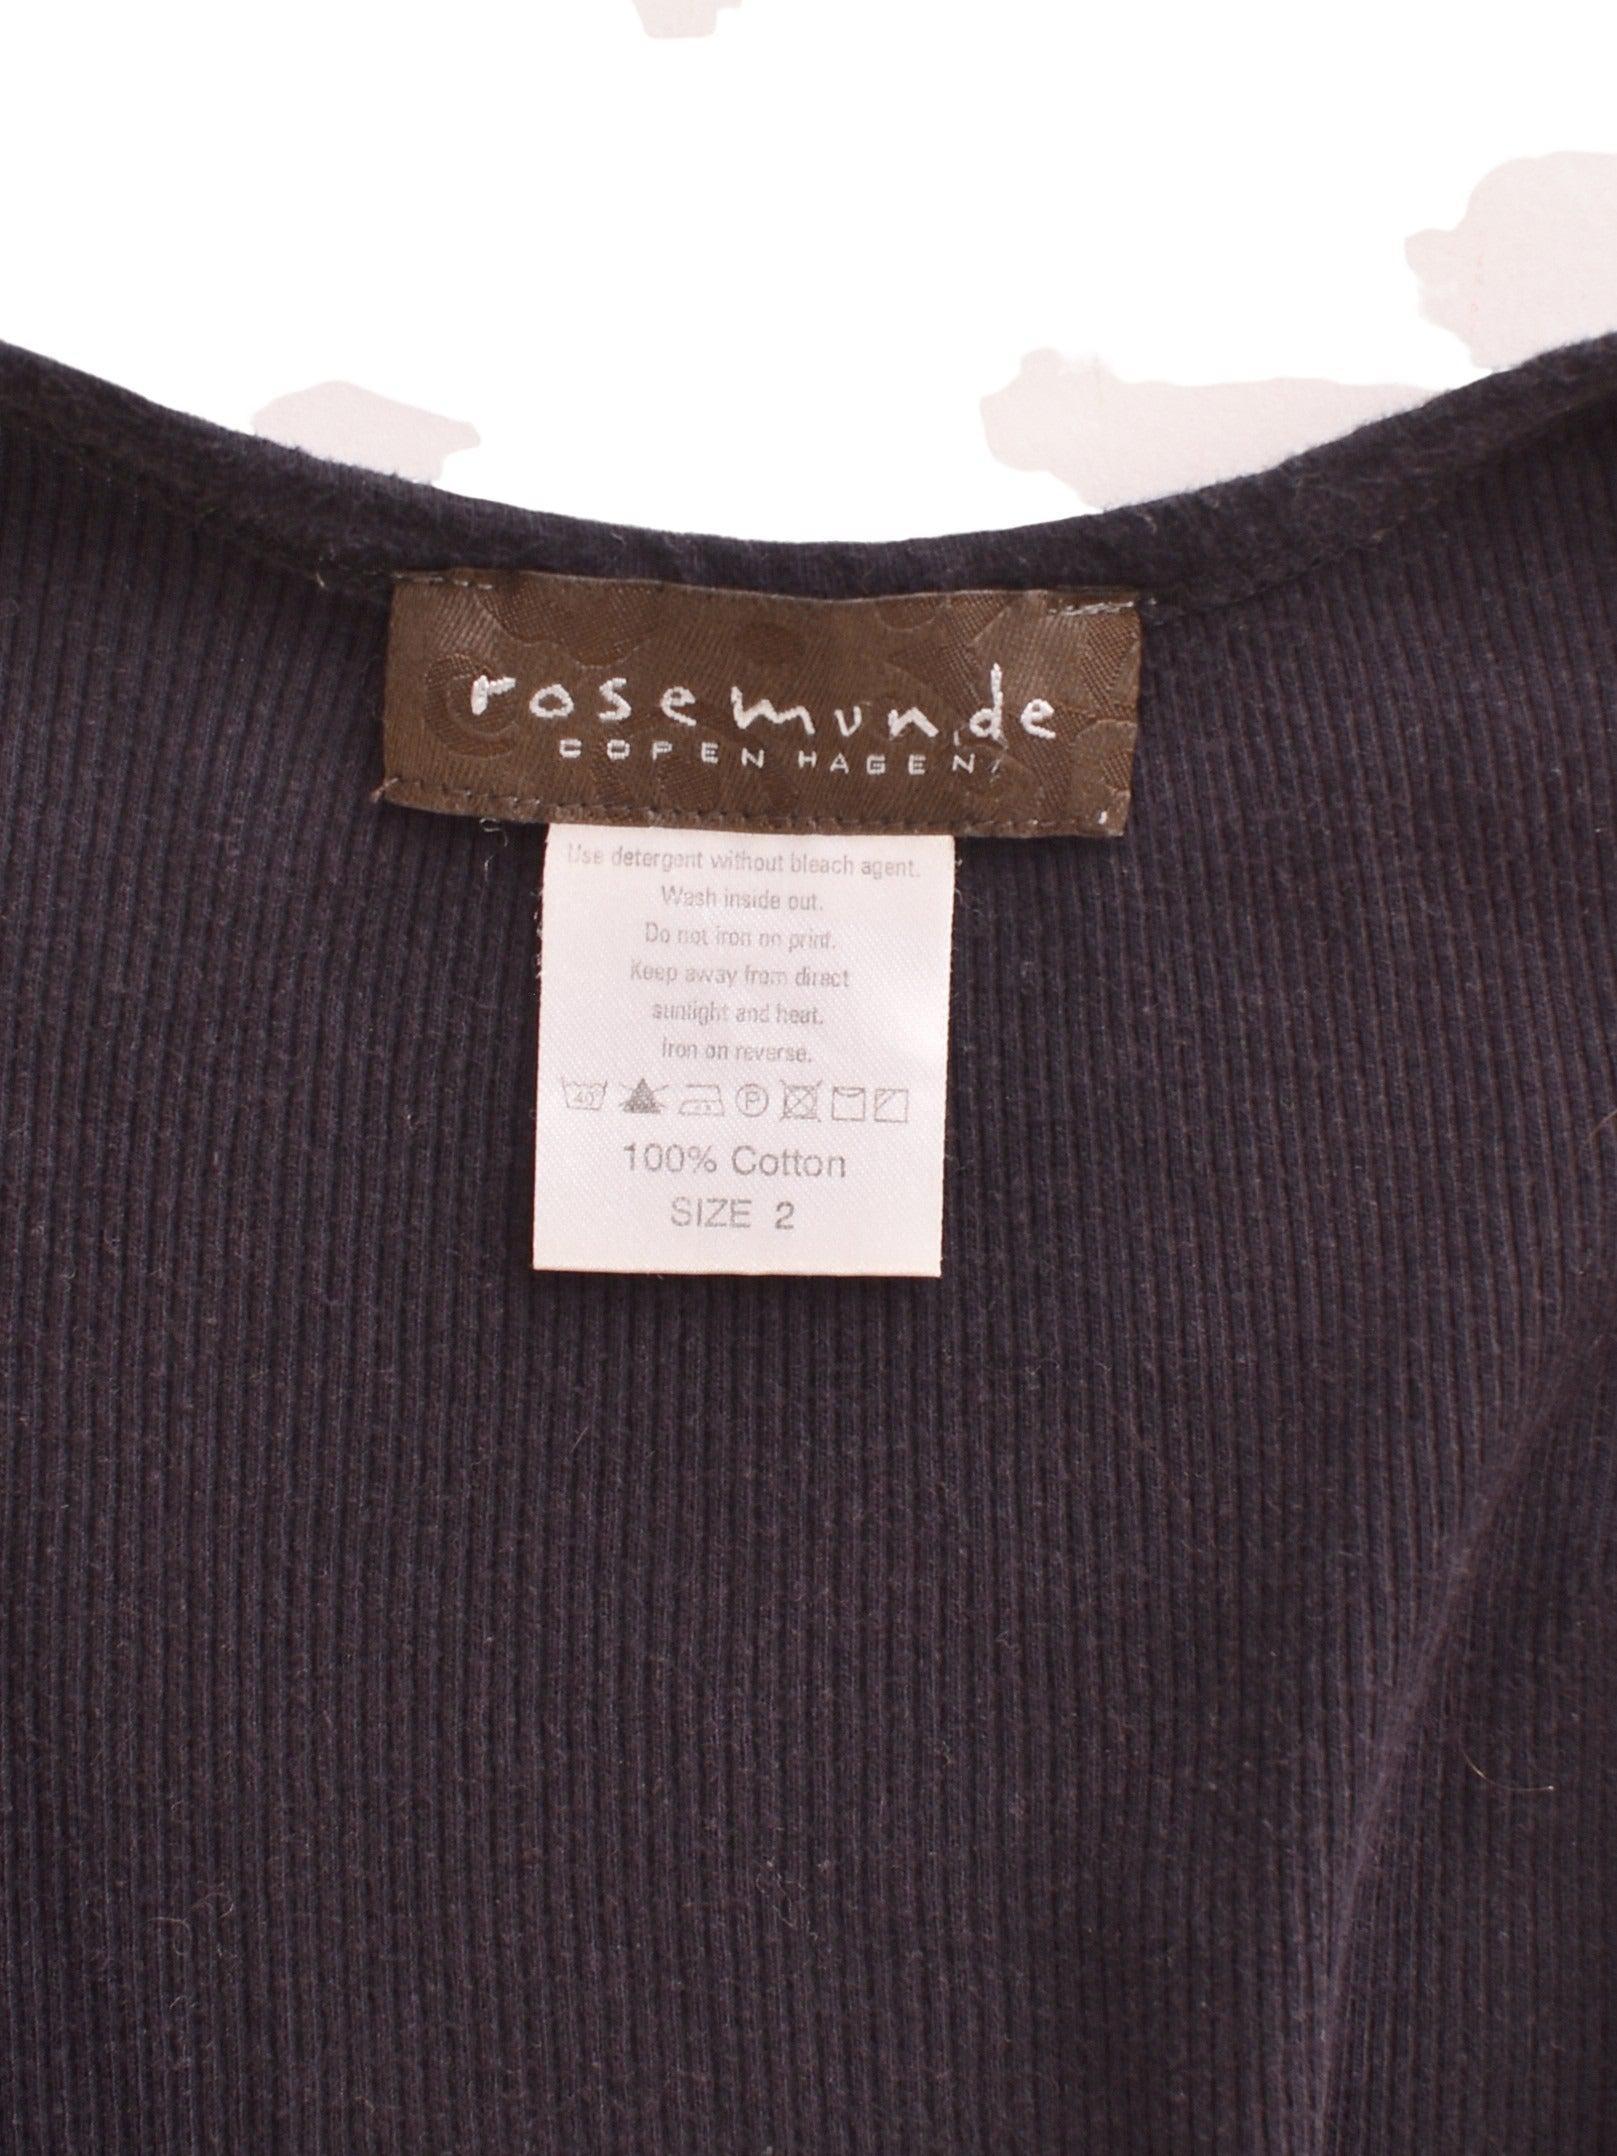 rosemunde
COPENHAGEN
Use detergent without bleach agent.
Wash inside out.
Do not iron on print.
Keep away from direct
sunlight and heat.
Iron on reverse.
40 P
100% Cotton
SIZE 2